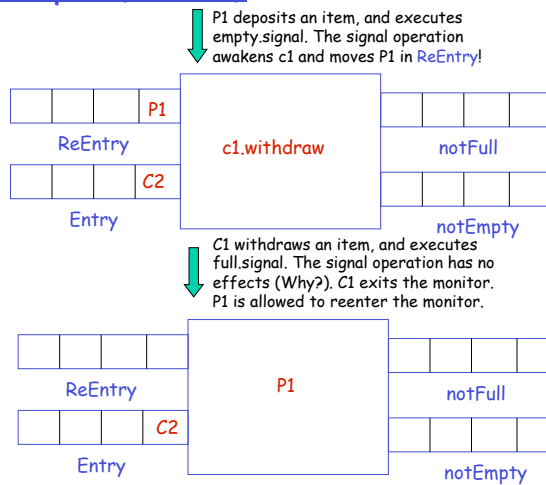 P1 deposits an item, and executes
empty.signal. The signal operation
awakens c1 and moves P1 in ReEntry!
P1
ReEntry
c1.withdraw
notFull
C2
Entry
notEmpty
C1 withdraws an item, and executes
full.signal. The signal operation has no
effects (Why?). C1 exits the monitor.
P1 is allowed to reenter the monitor.
ReEntry
P1
notFull
C2
Entry
notEmpty